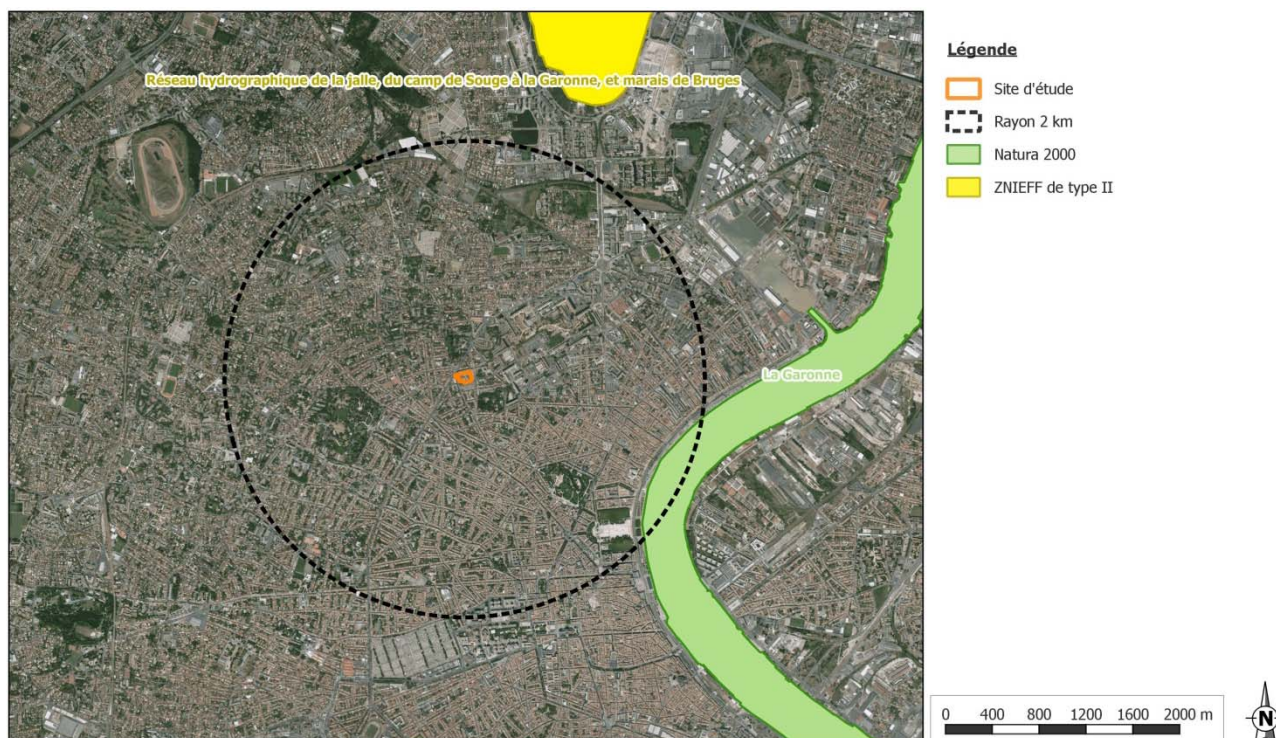 Réseau hydrographique de la jalle, du camp de Souge à la Garonne, et marais de Bruges
La Garonne
Légende
Site d'étude
Rayon 2 km
Natura 2000
ZNIEFF de type II
0 400 800 1200 1600 2000 m
N